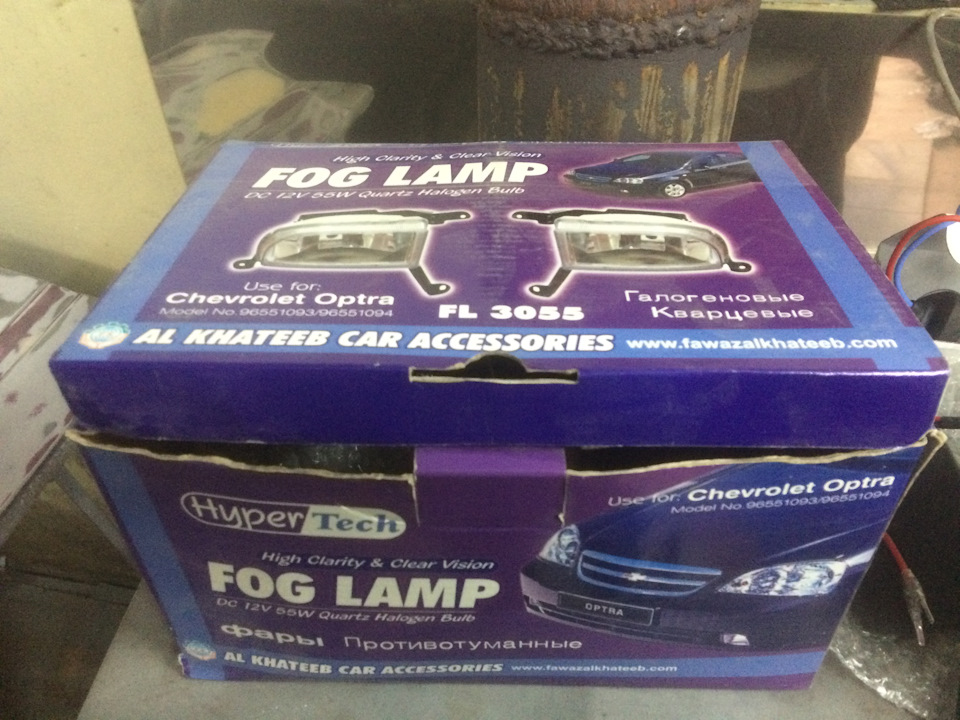 High Clarity & Clear Vision
FOG LAMP
DC 12V 55W Quartz Halogen Bulb
Use for:
Chevrolet Optra
Model No.96551093/96551094
FL 3055
Галогеновые
Кварцевые
AL KHATEEB CAR ACCESSORIES www.fawazalkhateeb.com
HyperTech
Use for: Chevrolet Optra
Model No.96551093/96551094
High Clarity & Clear Vision
FOG LAMP
DC 12V 55W Quartz Halogen Bulb
OPTRA
Фары Противотуманные
AL KHATEEB CAR ACCESSORIES www.fawazalkhateeb.com